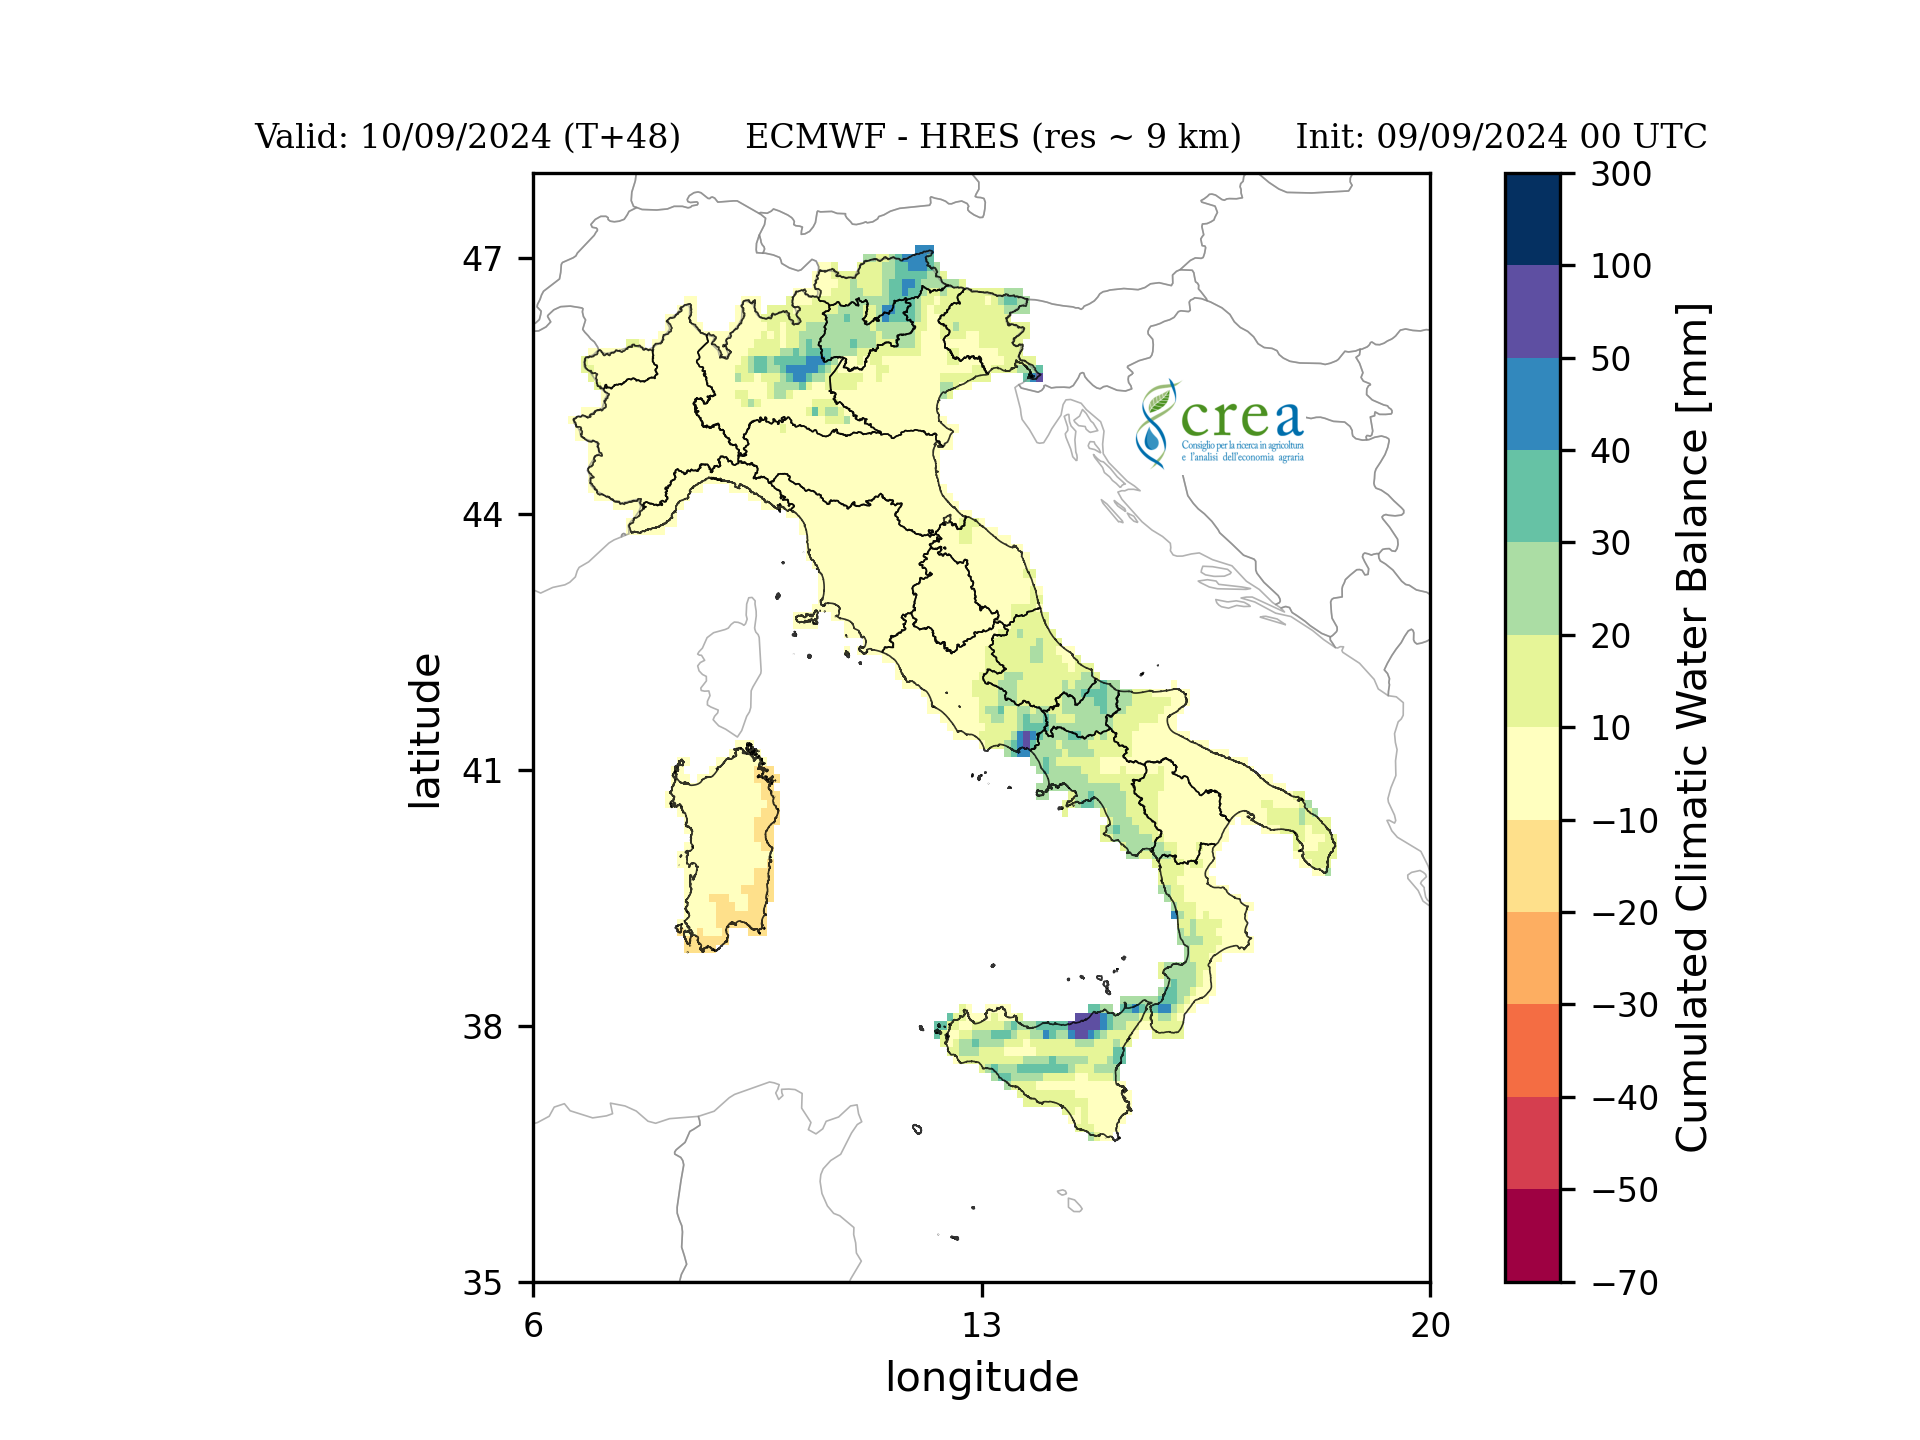 Valid: 10/09/2024 (T+48) ECMWF - HRES (res ~ 9 km) Init: 09/09/2024 00 UTC
47
44
41
38
35
latitude
6 13 20
longitude
crea
Consiglio per la ricerca in agricoltura
e l'analisi dell'economia agraria
300
100
50
40
30
20
10
−10
−20
−30
−40
−50
−70
Cumulated Climatic Water Balance [mm]